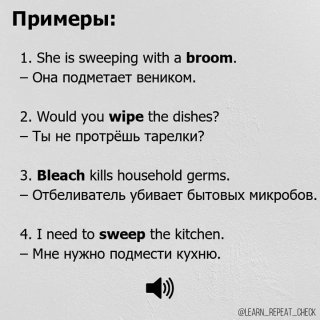 Примеры:
1. She is sweeping with a broom.
– Она подметает веником.
2. Would you wipe the dishes?
– Ты не протрёшь тарелки?
3. Bleach kills household germs.
– Отбеливатель убивает бытовых микробов.
4. I need to sweep the kitchen.
– Мне нужно подмести кухню.
@LEARN_REPEAT_CHECK